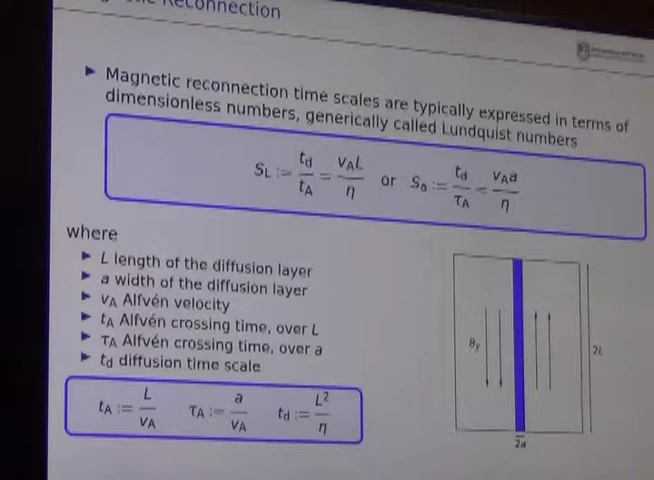 Reconnection
▶ Magnetic reconnection time scales are typically expressed in terms of
dimensionless numbers, generically called Lundquist numbers
S_L := t_d/t_A = v_A L/η or S_a := t_d/τ_A = v_A a/η
where
▶ L length of the diffusion layer
▶ a width of the diffusion layer
▶ v_A Alfvén velocity
▶ t_A Alfvén crossing time, over L
▶ τ_A Alfvén crossing time, over a
▶ t_d diffusion time scale
t_A := L/v_A τ_A := a/v_A t_d := L²/η
B_y
2L
2a